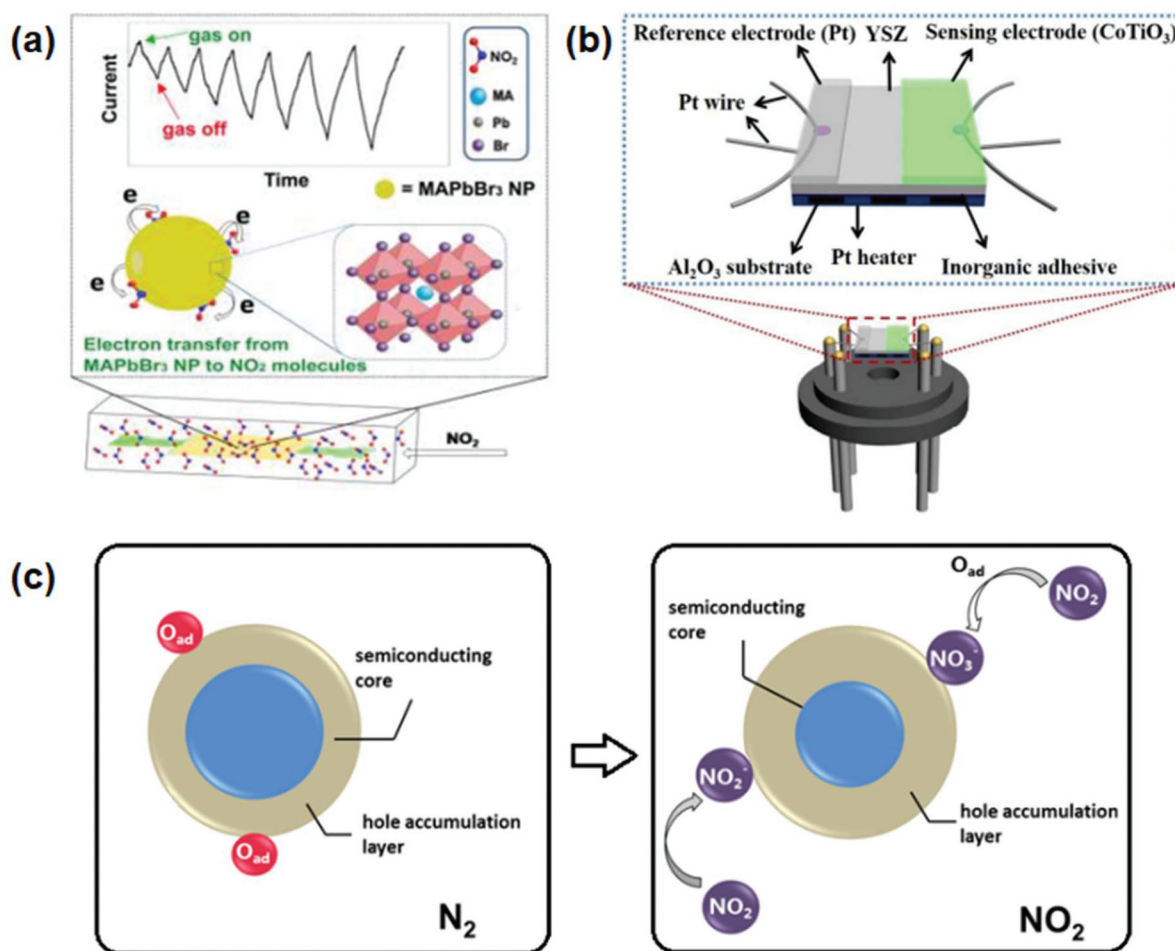 (a)
gas on
gas off
Current
Time
NO₂
MA
Pb
Br
= MAPbBr₃ NP
e
e
e
e
Electron transfer from
MAPbBr₃ NP to NO₂ molecules
NO₂
(b)
Reference electrode (Pt)
YSZ
Sensing electrode (CoTiO₃)
Pt wire
Al₂O₃ substrate
Pt heater
Inorganic adhesive
(c)
Oad
semiconducting
core
hole accumulation
layer
Oad
N₂
Oad
NO₂
semiconducting
core
NO₃⁻
NO₂⁻
hole accumulation
layer
NO₂
NO₂